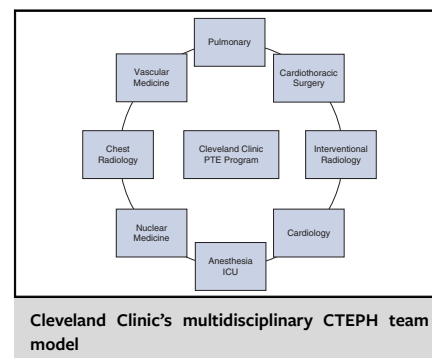 Pulmonary
Vascular
Medicine
Cardiothoracic
Surgery
Chest
Radiology
Cleveland Clinic
PTE Program
Interventional
Radiology
Nuclear
Medicine
Cardiology
Anesthesia
ICU
Cleveland Clinic's multidisciplinary CTEPH team
model